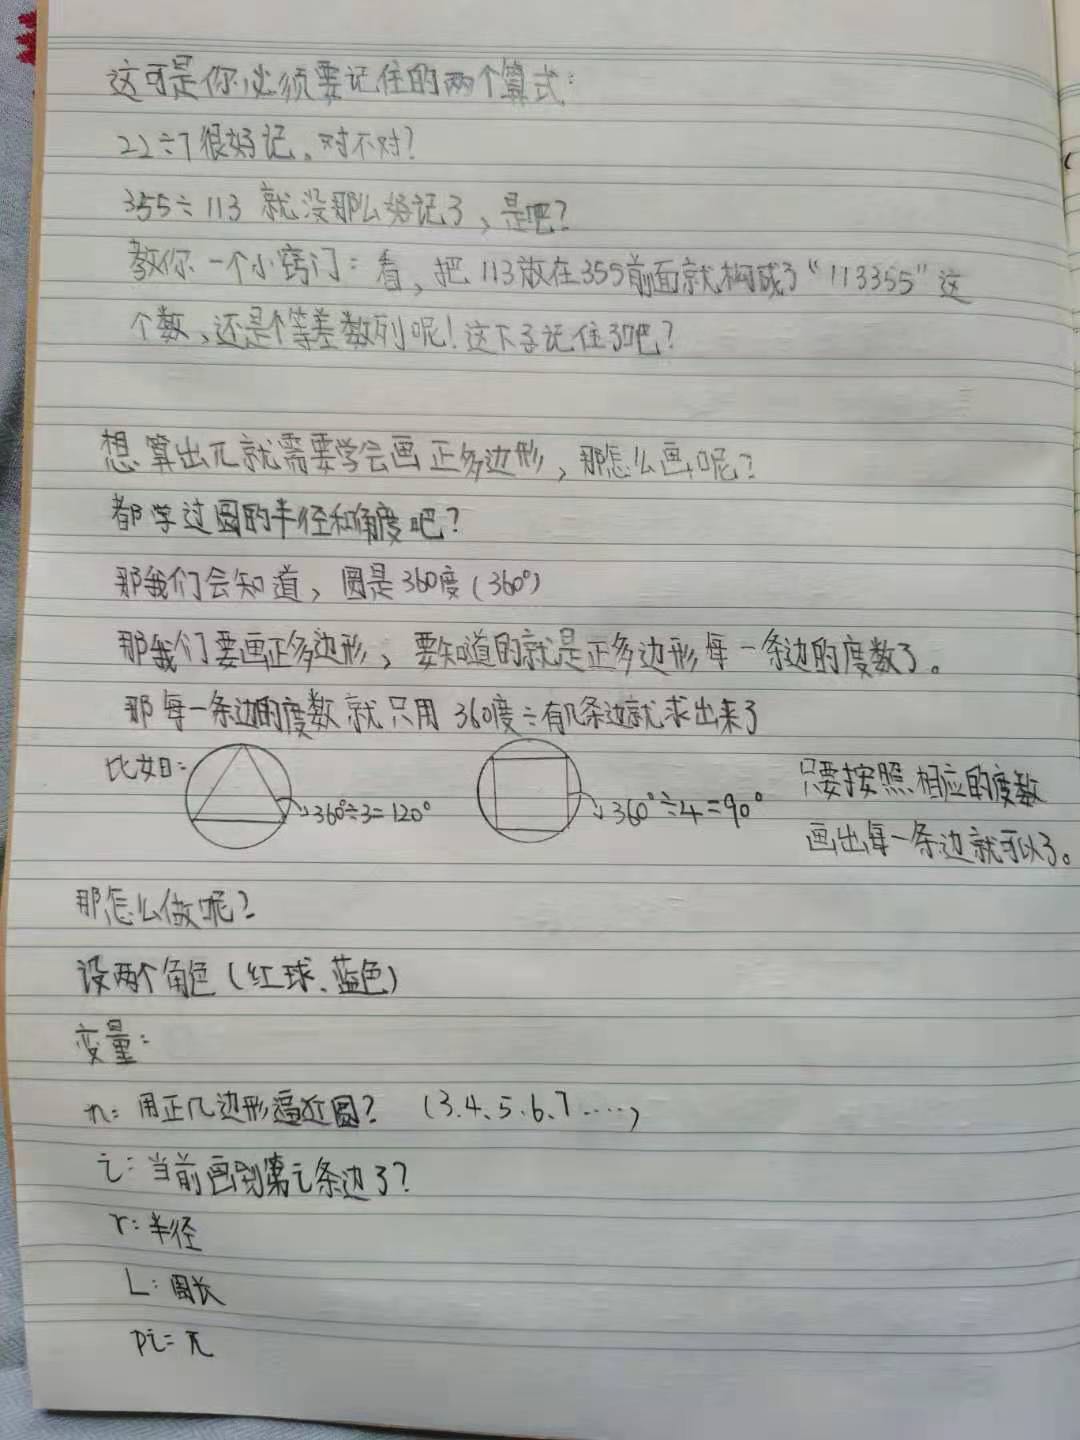 这可是你必须要记住的两个算式：
22÷7很好记。对不对？
355÷113 就没那么好记了，是吧？
教你一个小窍门：看，把113放在355前面就构成了“113355”这
个数，还是个等差数列呢！这下子记住了吧？
想算出π就需要学会画正多边形，那怎么画呢？
都学过圆的半径和角度吧？
那我们会知道，圆是360度（360°）
那我们要画正多边形，要知道的就是正多边形每一条边的度数了。
那每一条边的度数就只用 360度÷有几条边就求出来了
比如：
360°÷3=120°
360°÷4=90°
只要按照相应的度数
画出每一条边就可以了。
那怎么做呢？
设两个角色（红球、蓝色）
变量：
n：用正几边形逼近圆？（3.4、5、6、7……）
i：当前画到第i条边了？
r：半径
L：周长
pi=π